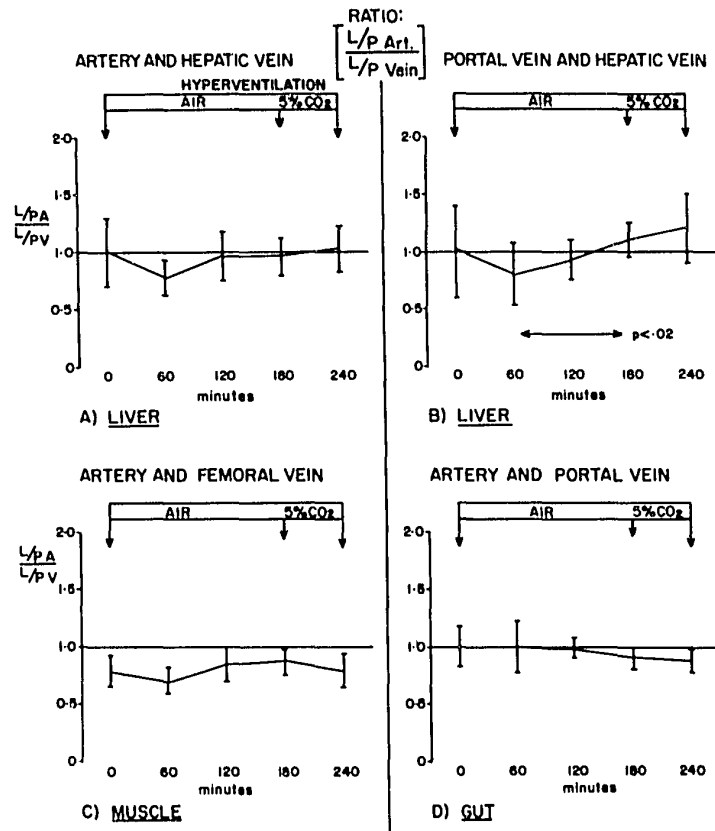 RATIO:
[L/P Art. / L/P Vein]
ARTERY AND HEPATIC VEIN
HYPERVENTILATION
AIR
5% CO2
2.0
1.5
1.0
0.5
0
L/PA
L/PV
0 60 120 180 240
minutes
A) LIVER
PORTAL VEIN AND HEPATIC VEIN
AIR
5% CO2
2.0
1.5
1.0
0.5
0
p<.02
0 60 120 180 240
minutes
B) LIVER
ARTERY AND FEMORAL VEIN
AIR
5% CO2
2.0
1.5
1.0
0.5
0
L/PA
L/PV
0 60 120 180 240
minutes
C) MUSCLE
ARTERY AND PORTAL VEIN
AIR
5% CO2
2.0
1.5
1.0
0.5
0
0 60 120 180 240
minutes
D) GUT